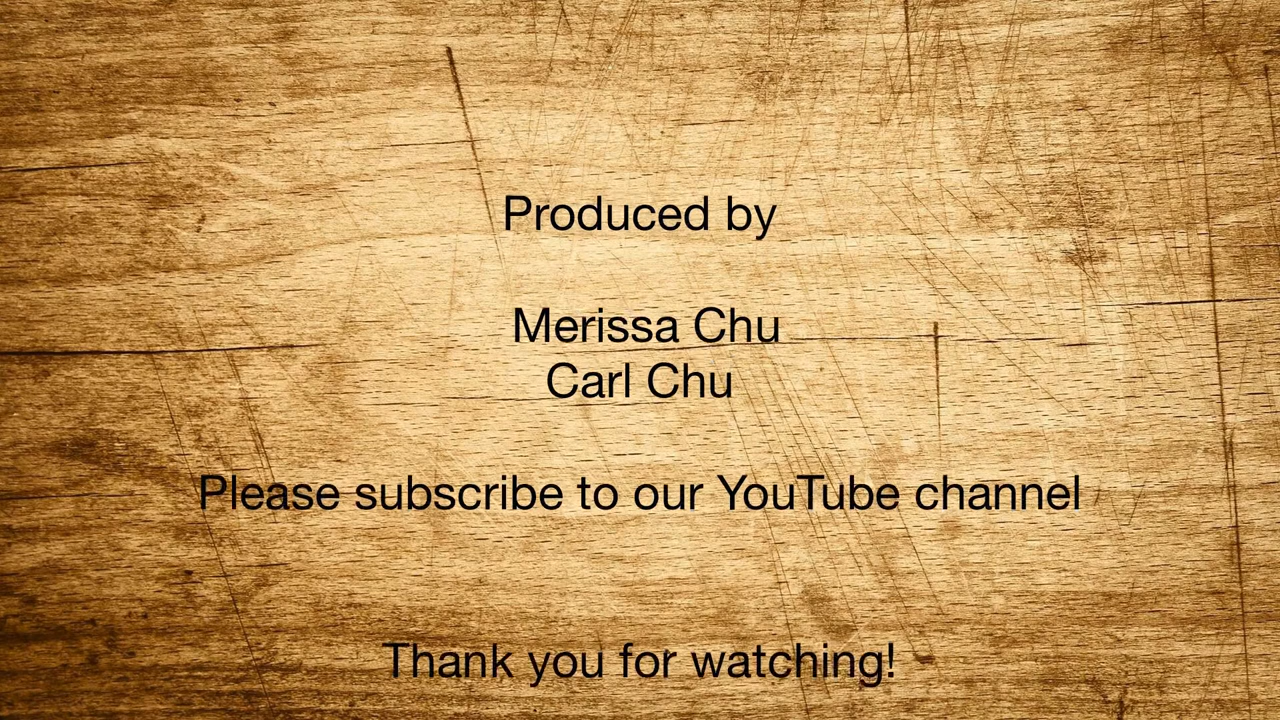 Produced by
Merissa Chu
Carl Chu
Please subscribe to our YouTube channel
Thank you for watching!